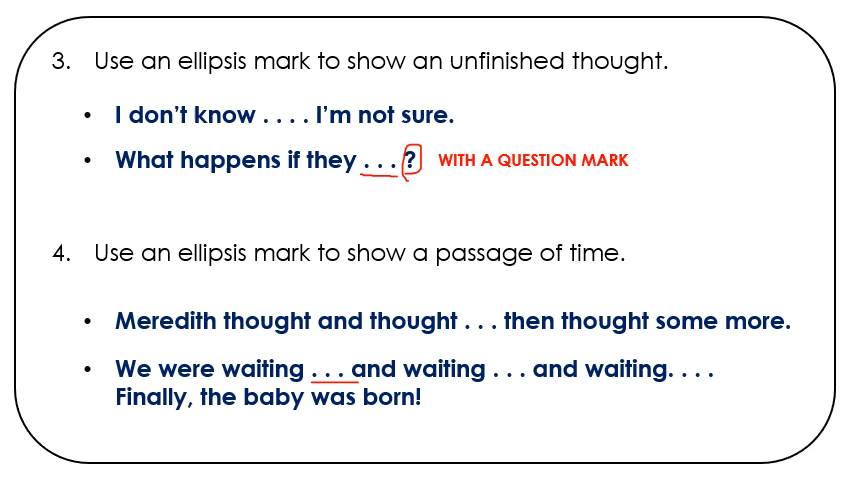 3. Use an ellipsis mark to show an unfinished thought.
• I don’t know . . . . I’m not sure.
• What happens if they . . . ? WITH A QUESTION MARK
4. Use an ellipsis mark to show a passage of time.
• Meredith thought and thought . . . then thought some more.
• We were waiting . . . and waiting . . . and waiting. . . .
Finally, the baby was born!